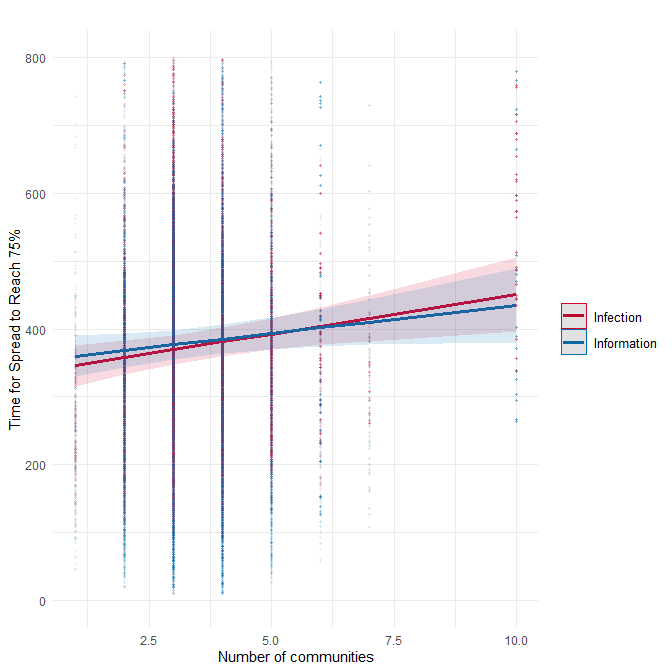 800
600
400
200
0
Time for Spread to Reach 75%
2.5
5.0
7.5
10.0
Number of communities
Infection
Information